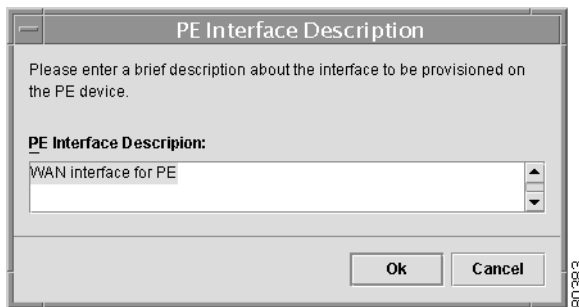 PE Interface Description
Please enter a brief description about the interface to be provisioned on
the PE device.
PE Interface Descripion:
WAN interface for PE
Ok
Cancel
80383